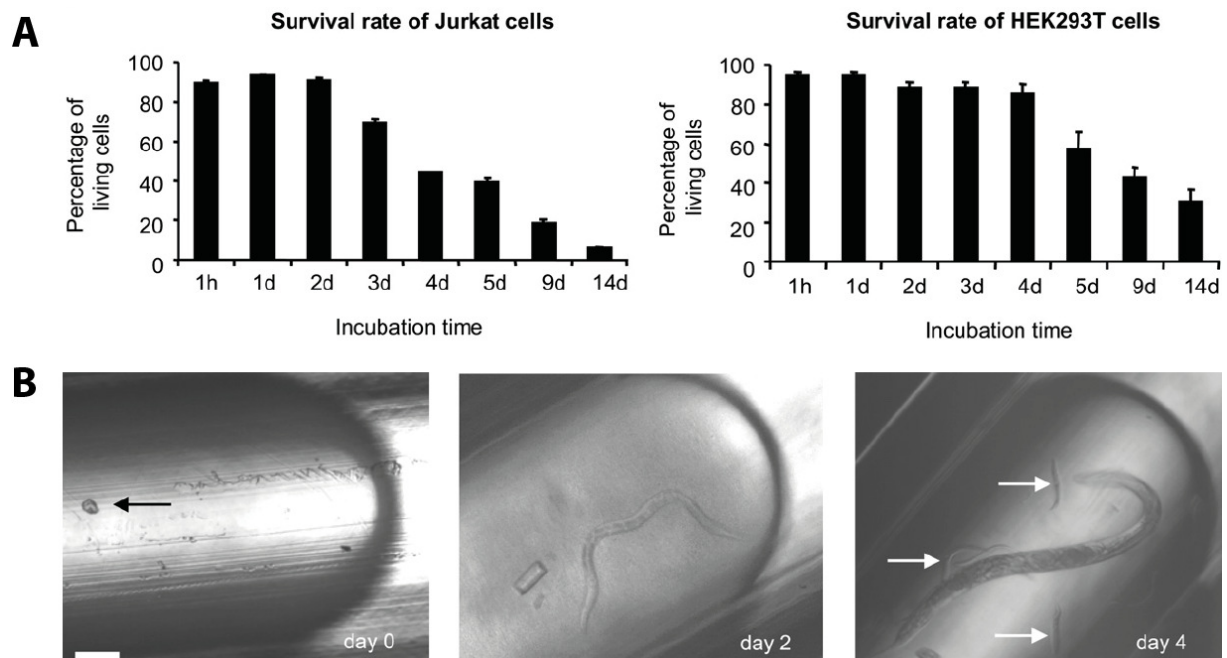 A
Survival rate of Jurkat cells
Percentage of
living cells
100
80
60
40
20
0
1h 1d 2d 3d 4d 5d 9d 14d
Incubation time
Survival rate of HEK293T cells
Percentage of
living cells
100
80
60
40
20
0
1h 1d 2d 3d 4d 5d 9d 14d
Incubation time
B
day 0
day 2
day 4